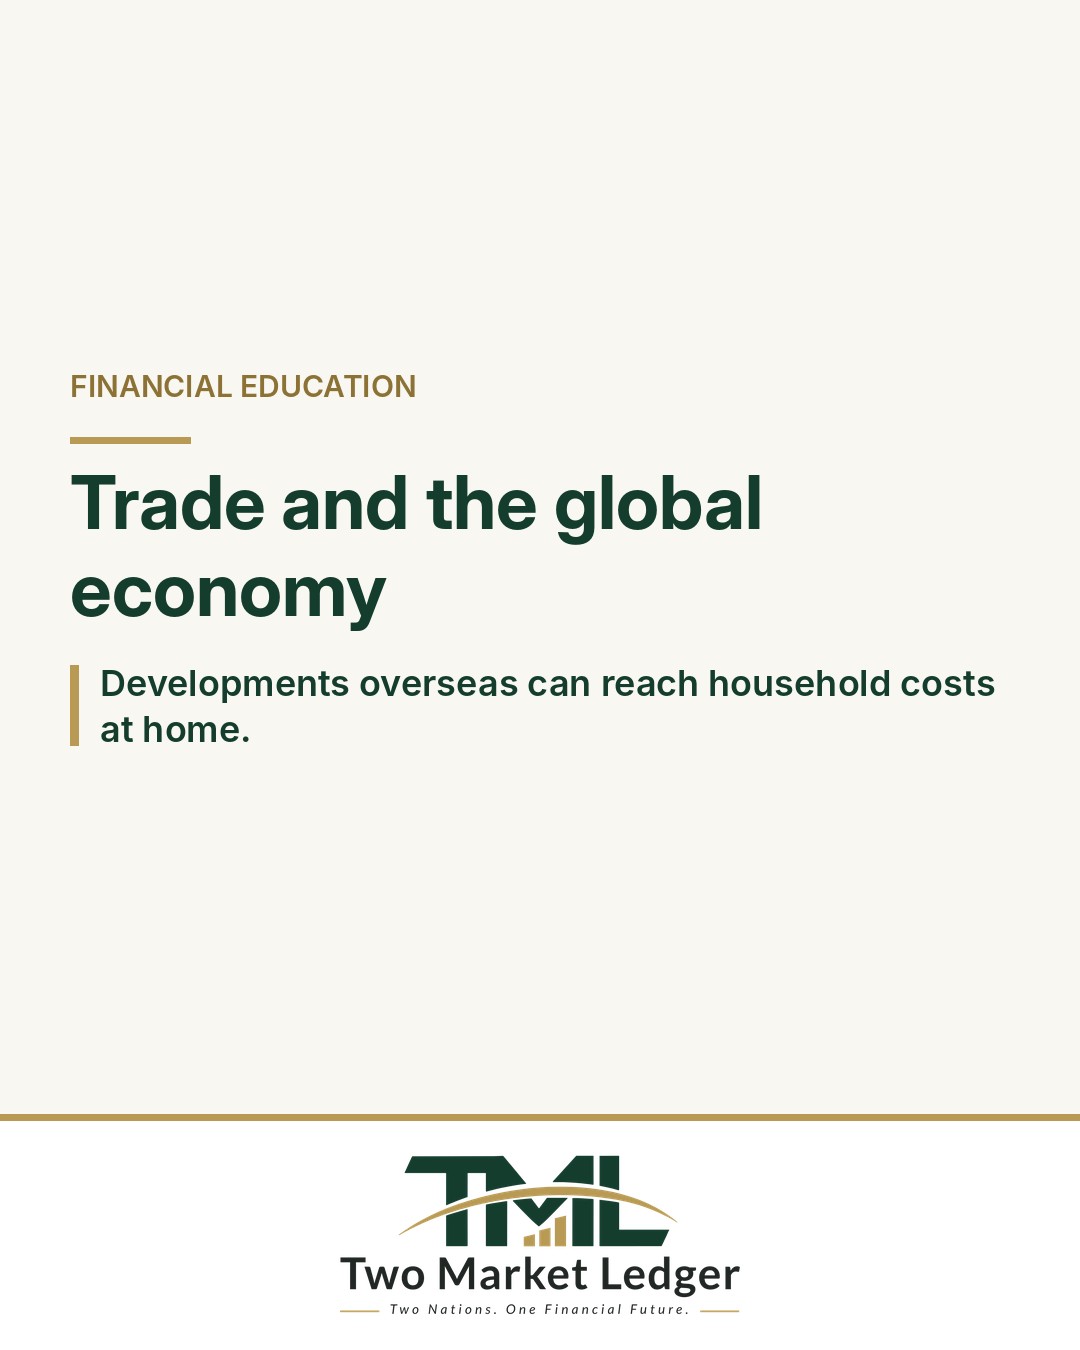 FINANCIAL EDUCATION
Trade and the global
economy
Developments overseas can reach household costs
at home.
TML
Two Market Ledger
Two Nations. One Financial Future.